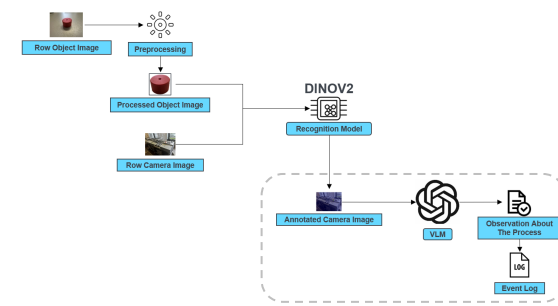 Row Object Image
Preprocessing
Processed Object Image
Row Camera Image
DINOV2
Recognition Model
Annotated Camera Image
VLM
Observation About
The Process
LOG
Event Log